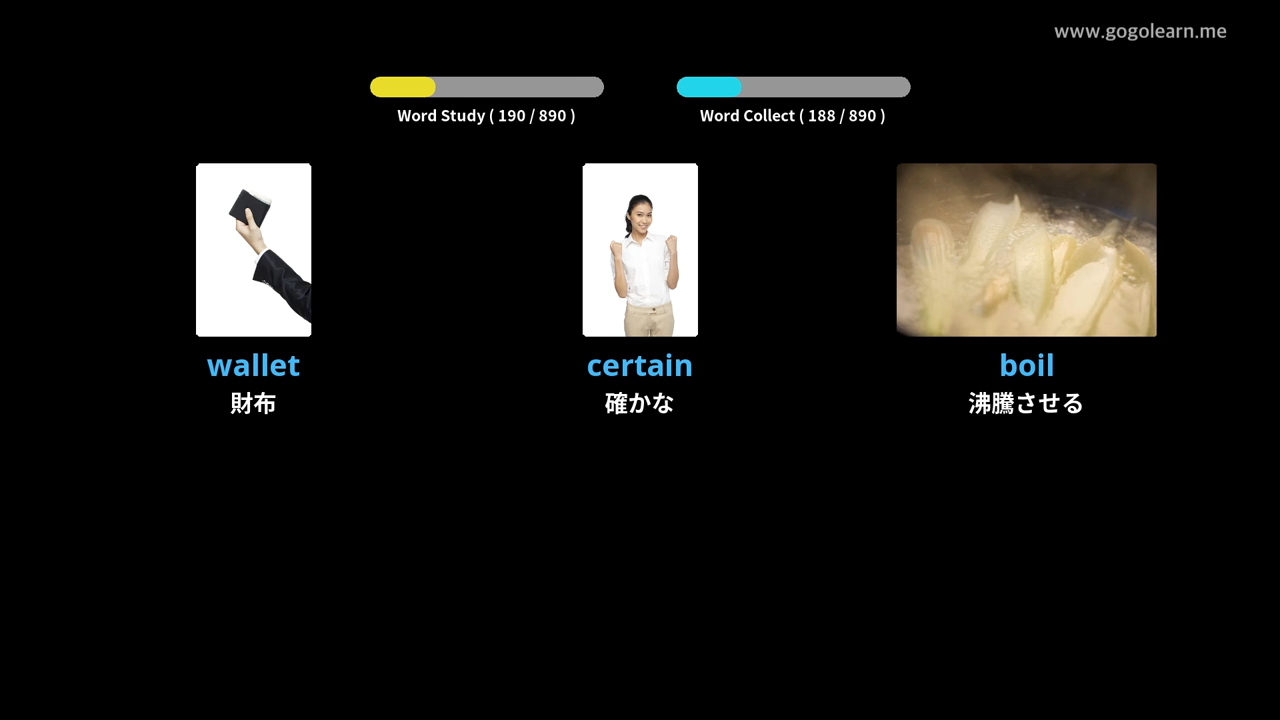 www.gogolearn.me
Word Study ( 190 / 890 )
Word Collect ( 188 / 890 )
wallet
財布
certain
確かな
boil
沸騰させる